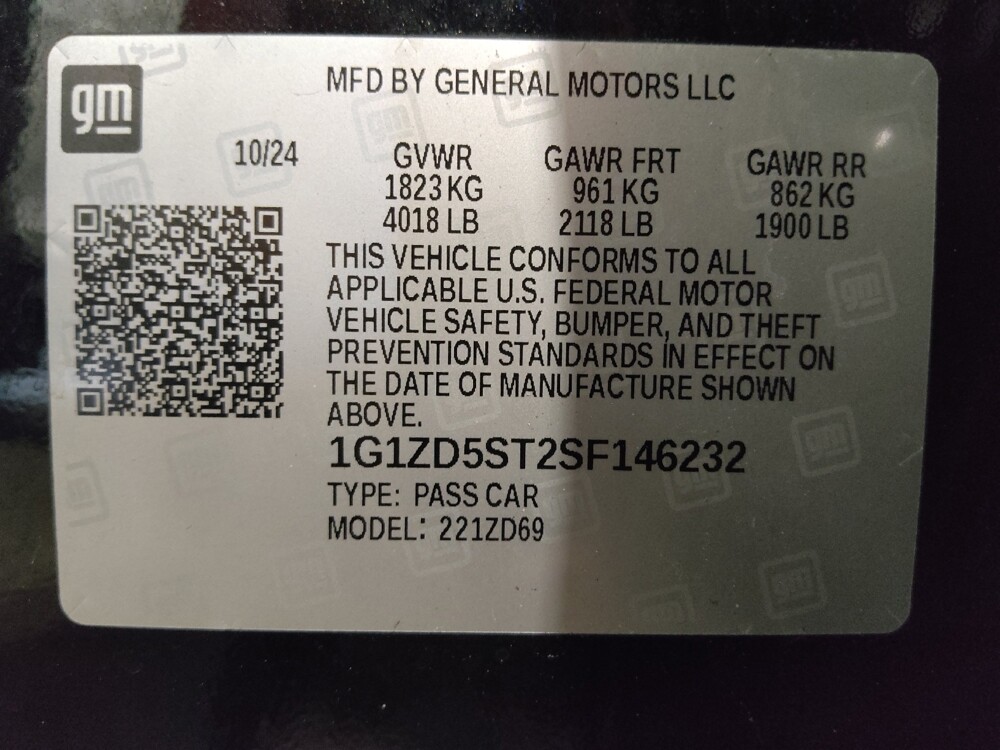 gm
MFD BY GENERAL MOTORS LLC
10/24
GVWR GAWR FRT GAWR RR
1823 KG 961 KG 862 KG
4018 LB 2118 LB 1900 LB
THIS VEHICLE CONFORMS TO ALL
APPLICABLE U.S. FEDERAL MOTOR
VEHICLE SAFETY, BUMPER, AND THEFT
PREVENTION STANDARDS IN EFFECT ON
THE DATE OF MANUFACTURE SHOWN
ABOVE.
1G1ZD5ST2SF146232
TYPE: PASS CAR
MODEL: 221ZD69